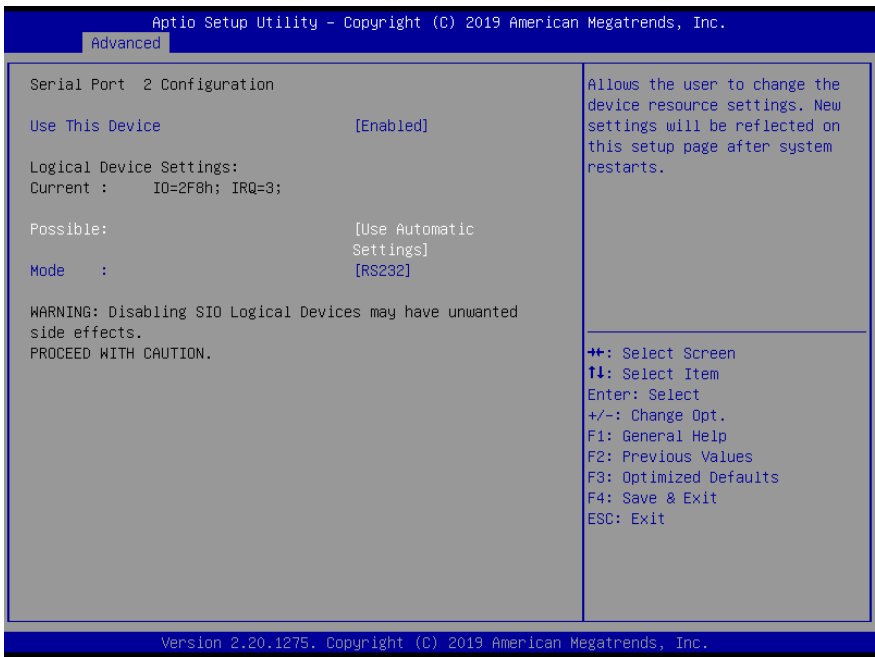 Aptio Setup Utility – Copyright (C) 2019 American Megatrends, Inc.
Advanced
Serial Port 2 Configuration
Use This Device [Enabled]
Logical Device Settings:
Current : IO=2F8h; IRQ=3;
Possible: [Use Automatic
Settings]
Mode : [RS232]
WARNING: Disabling SIO Logical Devices may have unwanted
side effects.
PROCEED WITH CAUTION.
Allows the user to change the
device resource settings. New
settings will be reflected on
this setup page after system
restarts.
→←: Select Screen
↑↓: Select Item
Enter: Select
+/-: Change Opt.
F1: General Help
F2: Previous Values
F3: Optimized Defaults
F4: Save & Exit
ESC: Exit
Version 2.20.1275. Copyright (C) 2019 American Megatrends, Inc.